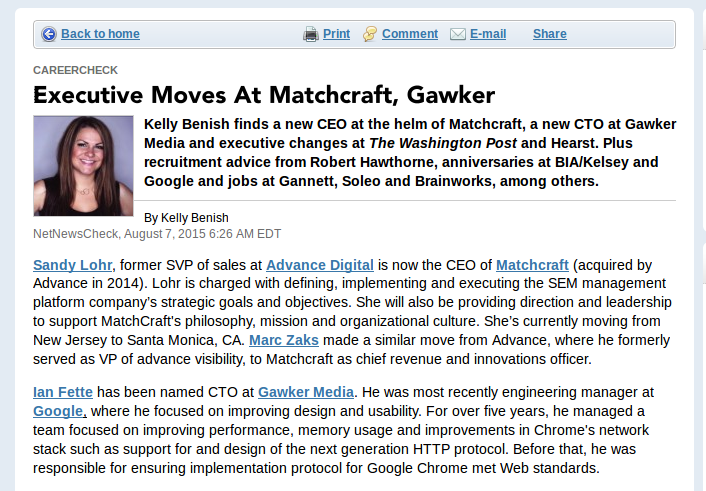 Back to home Print Comment E-mail Share
CAREERCHECK
Executive Moves At Matchcraft, Gawker
Kelly Benish finds a new CEO at the helm of Matchcraft, a new CTO at Gawker
Media and executive changes at The Washington Post and Hearst. Plus
recruitment advice from Robert Hawthorne, anniversaries at BIA/Kelsey and
Google and jobs at Gannett, Soleo and Brainworks, among others.
By Kelly Benish
NetNewsCheck, August 7, 2015 6:26 AM EDT
Sandy Lohr, former SVP of sales at Advance Digital is now the CEO of Matchcraft (acquired by
Advance in 2014). Lohr is charged with defining, implementing and executing the SEM management
platform company's strategic goals and objectives. She will also be providing direction and leadership
to support MatchCraft's philosophy, mission and organizational culture. She's currently moving from
New Jersey to Santa Monica, CA. Marc Zaks made a similar move from Advance, where he formerly
served as VP of advance visibility, to Matchcraft as chief revenue and innovations officer.
Ian Fette has been named CTO at Gawker Media. He was most recently engineering manager at
Google, where he focused on improving design and usability. For over five years, he managed a
team focused on improving performance, memory usage and improvements in Chrome's network
stack such as support for and design of the next generation HTTP protocol. Before that, he was
responsible for ensuring implementation protocol for Google Chrome met Web standards.